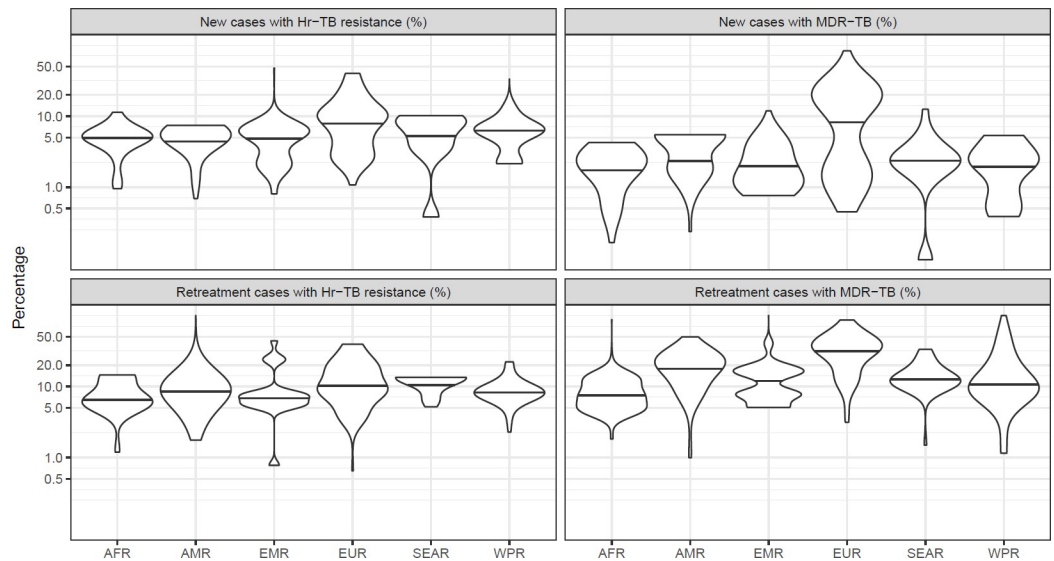 New cases with Hr−TB resistance (%)
New cases with MDR−TB (%)
50.0
20.0
10.0
5.0
1.0
0.5
Percentage
Retreatment cases with Hr−TB resistance (%)
Retreatment cases with MDR−TB (%)
50.0
20.0
10.0
5.0
1.0
0.5
AFR AMR EMR EUR SEAR WPR
AFR AMR EMR EUR SEAR WPR